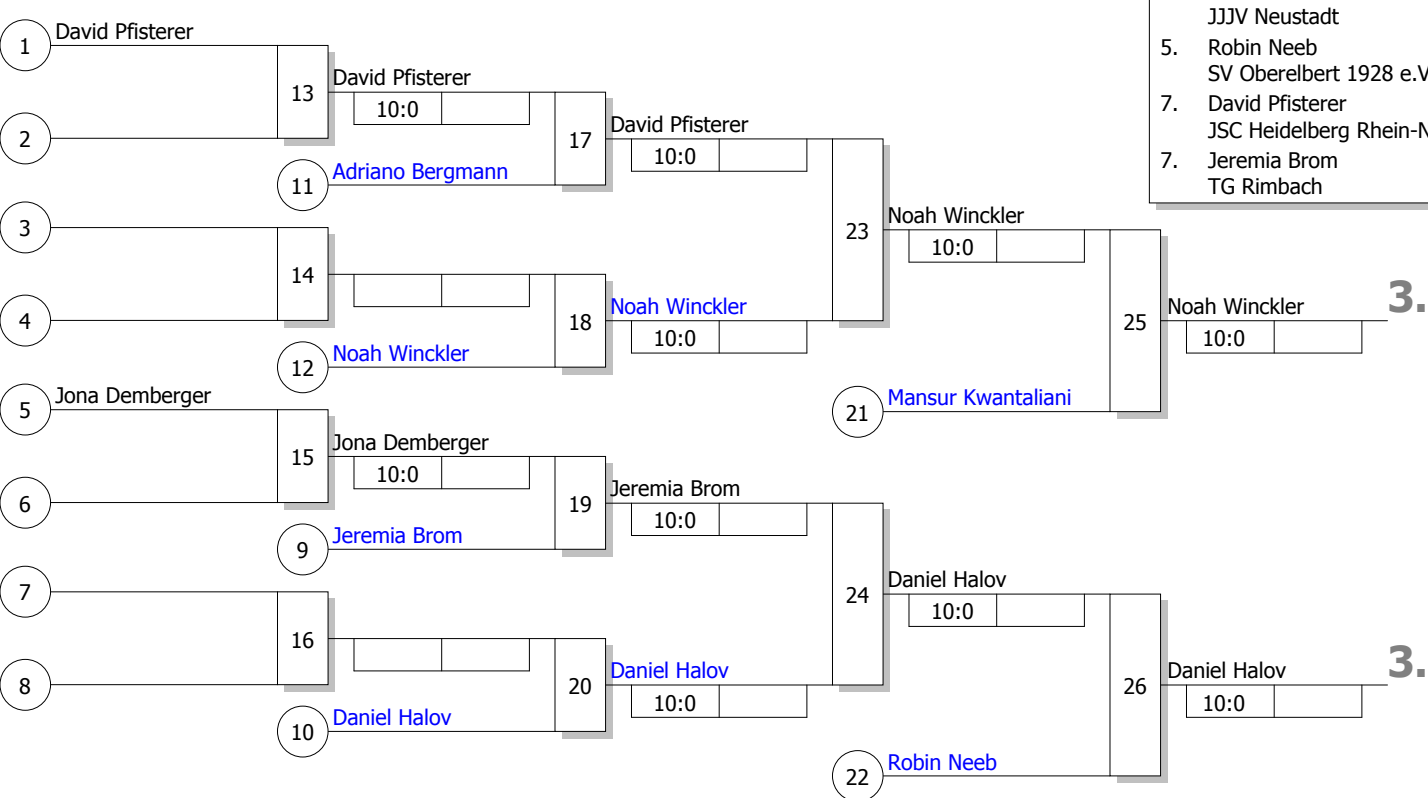 JJJV Neustadt
5. Robin Neeb
SV Oberelbert 1928 e.V
7. David Pfisterer
JSC Heidelberg Rhein-N
7. Jeremia Brom
TG Rimbach
1 David Pfisterer
13 David Pfisterer
10:0
2
17 David Pfisterer
10:0
11 Adriano Bergmann
3
23 Noah Winckler
10:0
14
4
18 Noah Winckler
10:0
12 Noah Winckler
25 Noah Winckler
10:0
3.
5 Jona Demberger
21 Mansur Kwantaliani
15 Jona Demberger
10:0
6
19 Jeremia Brom
10:0
9 Jeremia Brom
7
24 Daniel Halov
10:0
16
8
20 Daniel Halov
10:0
10 Daniel Halov
26 Daniel Halov
10:0
3.
22 Robin Neeb